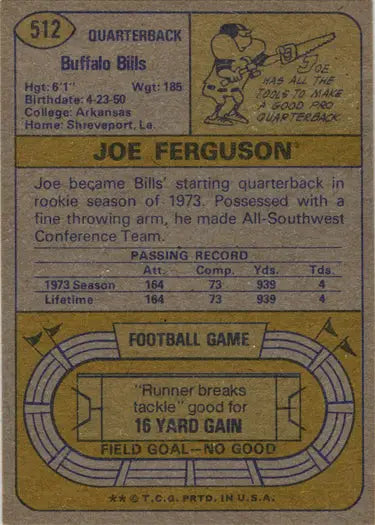 512 QUARTERBACK
Buffalo Bills
Hgt: 6'1" Wgt: 185
Birthdate: 4-23-50
College: Arkansas
Home: Shreveport, La.
JOE
HAS ALL THE
TOOLS TO MAKE
A GOOD PRO
QUARTERBACK.
JOE FERGUSON
Joe became Bills' starting quarterback in
rookie season of 1973. Possessed with a
fine throwing arm, he made All-Southwest
Conference Team.
PASSING RECORD
Att. Comp. Yds. Tds.
1973 Season 164 73 939 4
Lifetime 164 73 939 4
FOOTBALL GAME
"Runner breaks
tackle" good for
16 YARD GAIN
FIELD GOAL—NO GOOD
** © T.C.G. PRTD. IN U.S.A.